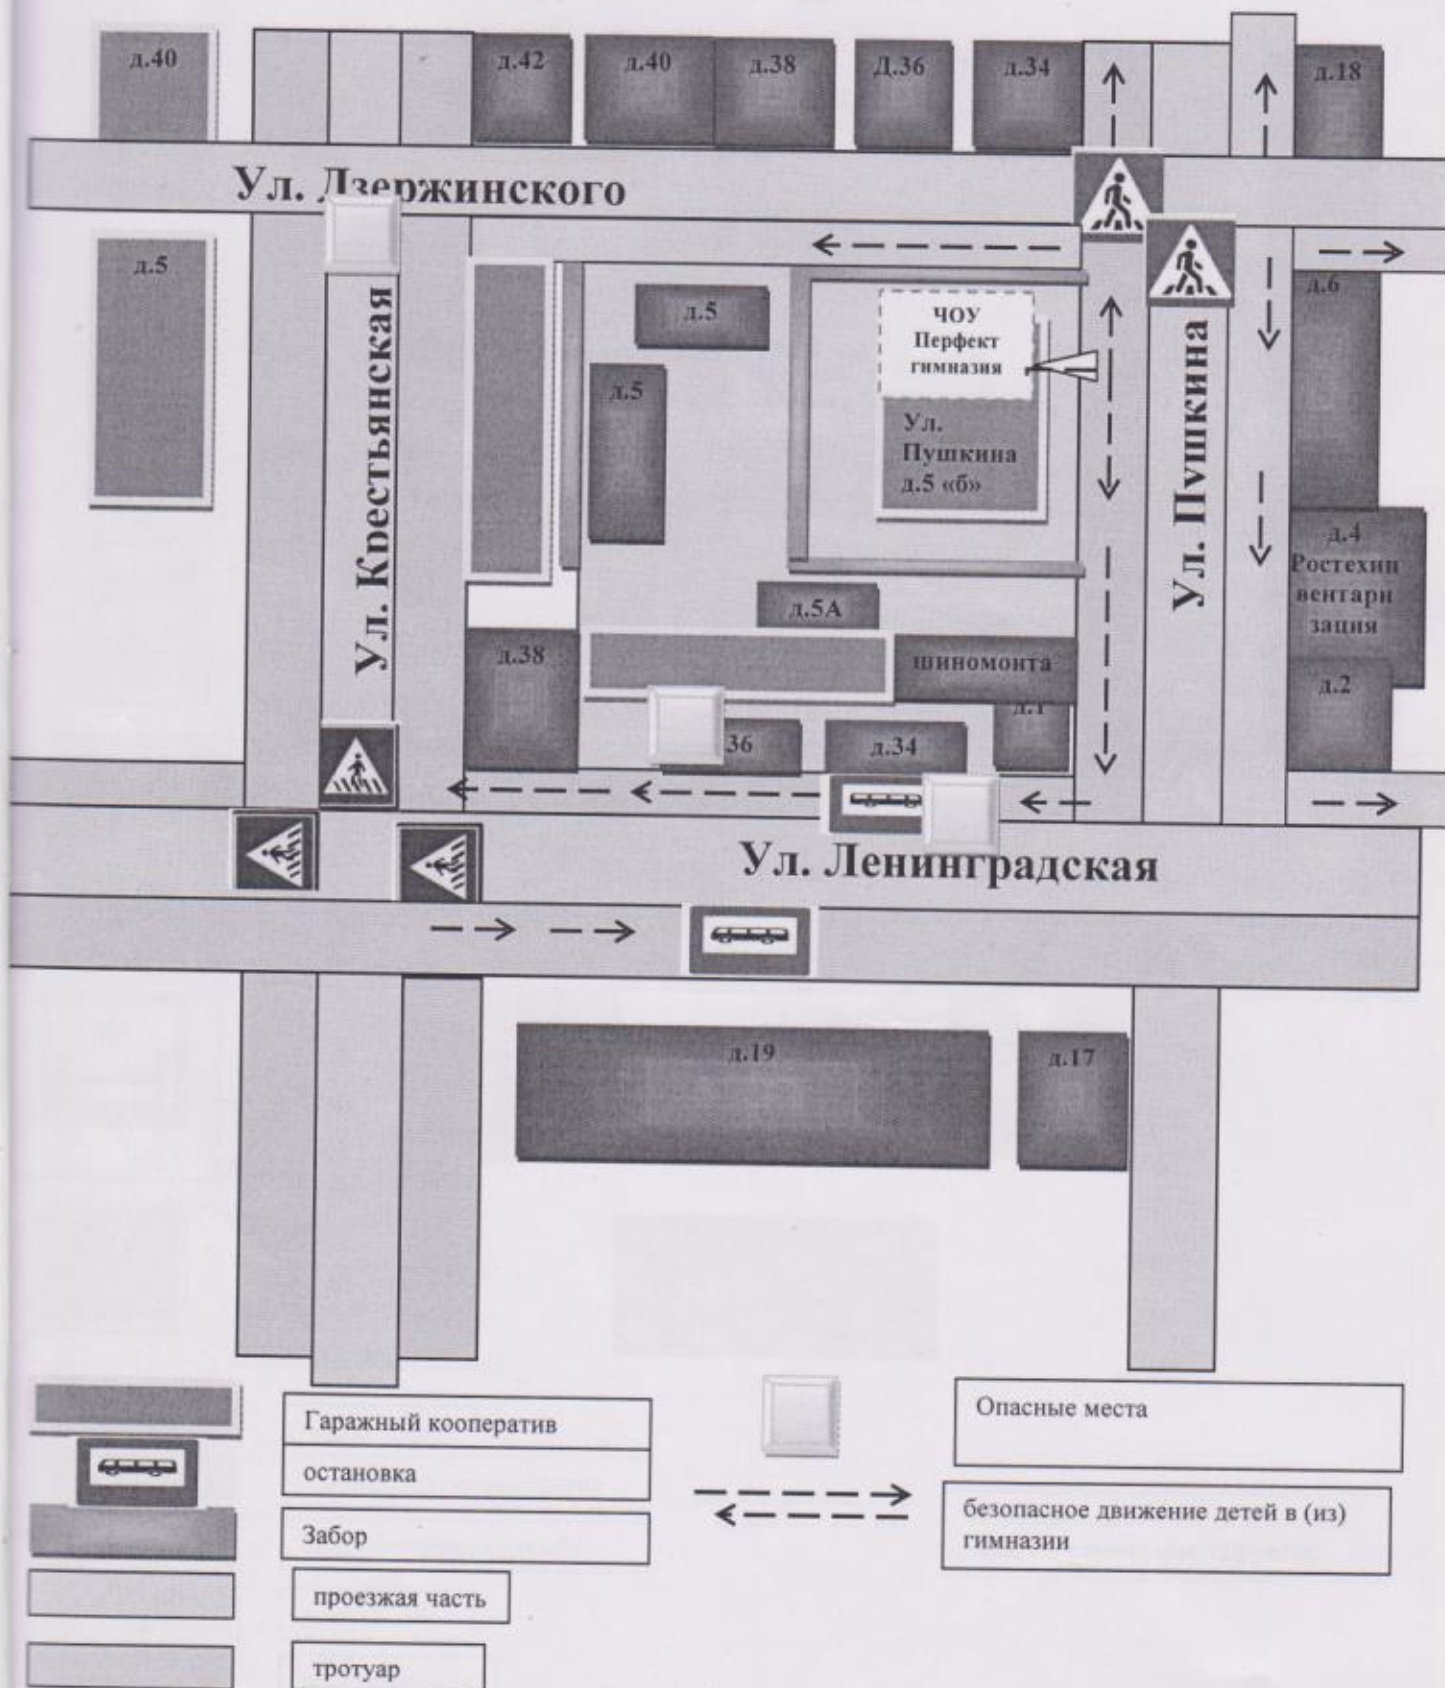 д.40
д.42
д.40
д.38
Д.36
д.34
д.18
Ул. Дзержинского
д.5
д.5
д.5
ЧОУ
Перфект
гимназия
Ул.
Пушкина
д.5 «б»
д.6
Ул. Крестьянская
Ул. Пушкина
д.4
Ростехин
вентари
зация
д.5А
д.38
шиномонта
д.2
д.1
36
д.34
Ул. Ленинградская
д.19
д.17
Гаражный кооператив
остановка
Забор
проезжая часть
тротуар
Опасные места
безопасное движение детей в (из)
гимназии